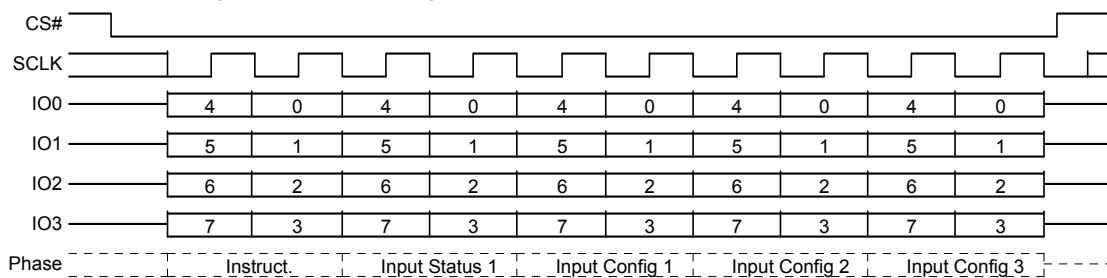 CS#
SCLK
IO0 4 0 4 0 4 0 4 0 4 0
IO1 5 1 5 1 5 1 5 1 5 1
IO2 6 2 6 2 6 2 6 2 6 2
IO3 7 3 7 3 7 3 7 3 7 3
Phase Instruct. Input Status 1 Input Config 1 Input Config 2 Input Config 3